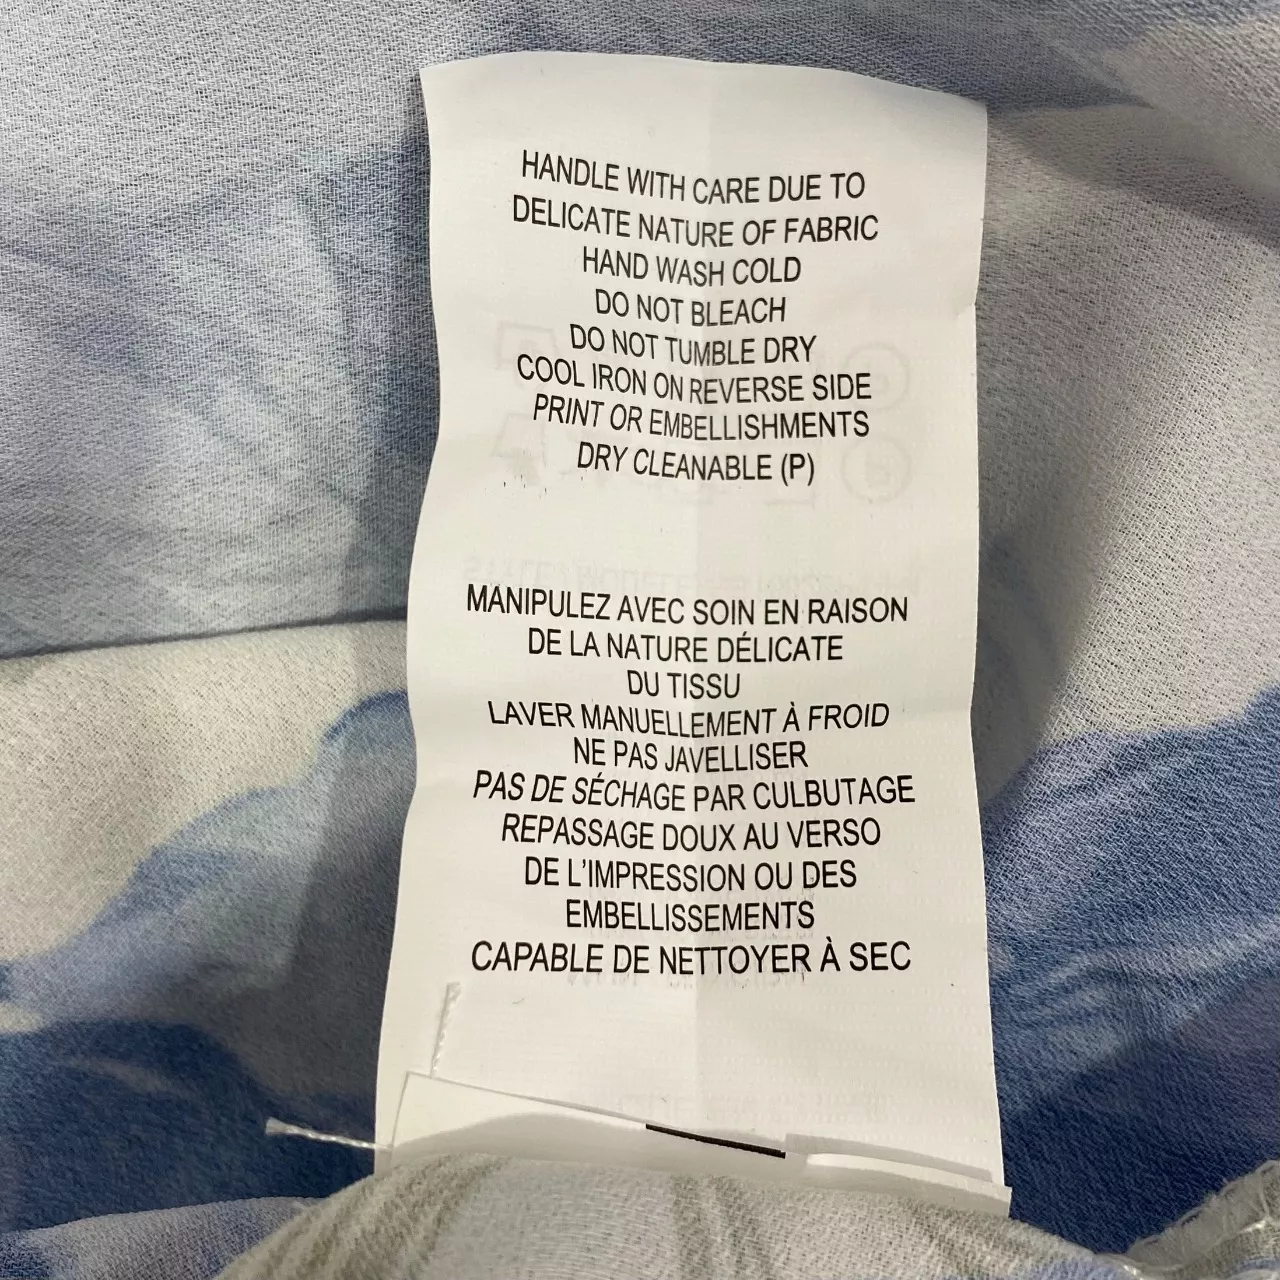 HANDLE WITH CARE DUE TO
DELICATE NATURE OF FABRIC
HAND WASH COLD
DO NOT BLEACH
DO NOT TUMBLE DRY
COOL IRON ON REVERSE SIDE
PRINT OR EMBELLISHMENTS
DRY CLEANABLE (P)
MANIPULEZ AVEC SOIN EN RAISON
DE LA NATURE DÉLICATE
DU TISSU
LAVER MANUELLEMENT À FROID
NE PAS JAVELLISER
PAS DE SÉCHAGE PAR CULBUTAGE
REPASSAGE DOUX AU VERSO
DE L'IMPRESSION OU DES
EMBELLISSEMENTS
CAPABLE DE NETTOYER À SEC